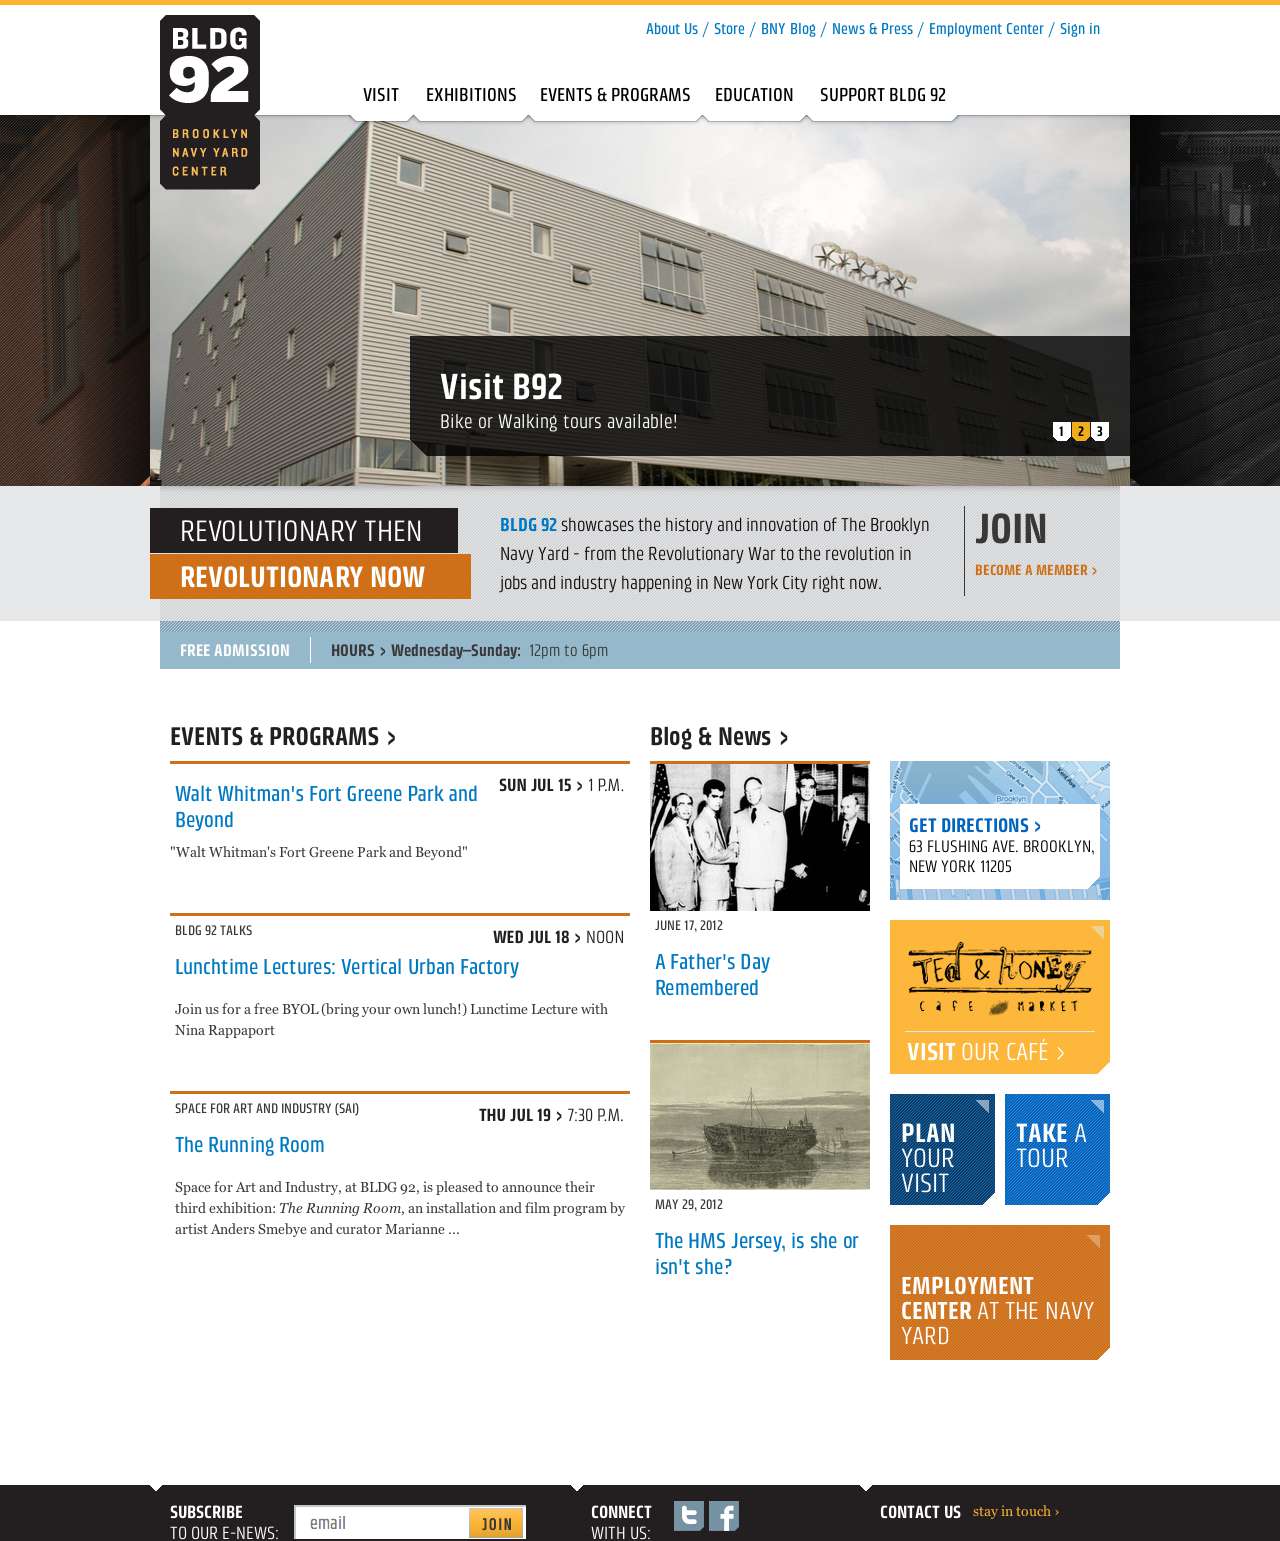 BLDG
92
BROOKLYN
NAVY YARD
CENTER
About Us / Store / BNY Blog / News & Press / Employment Center / Sign in
VISIT EXHIBITIONS EVENTS & PROGRAMS EDUCATION SUPPORT BLDG 92
Visit B92
Bike or Walking tours available!
1 2 3
REVOLUTIONARY THEN
REVOLUTIONARY NOW
BLDG 92 showcases the history and innovation of The Brooklyn
Navy Yard - from the Revolutionary War to the revolution in
jobs and industry happening in New York City right now.
JOIN
BECOME A MEMBER ›
FREE ADMISSION
HOURS › Wednesday–Sunday: 12pm to 6pm
EVENTS & PROGRAMS ›
SUN JUL 15 › 1 P.M.
Walt Whitman's Fort Greene Park and
Beyond
"Walt Whitman's Fort Greene Park and Beyond"
BLDG 92 TALKS
WED JUL 18 › NOON
Lunchtime Lectures: Vertical Urban Factory
Join us for a free BYOL (bring your own lunch!) Lunctime Lecture with
Nina Rappaport
SPACE FOR ART AND INDUSTRY (SAI)
THU JUL 19 › 7:30 P.M.
The Running Room
Space for Art and Industry, at BLDG 92, is pleased to announce their
third exhibition: The Running Room, an installation and film program by
artist Anders Smebye and curator Marianne ...
Blog & News ›
JUNE 17, 2012
A Father's Day
Remembered
MAY 29, 2012
The HMS Jersey, is she or
isn't she?
Brooklyn
GET DIRECTIONS ›
63 FLUSHING AVE. BROOKLYN,
NEW YORK 11205
TED & HONEY
CAFE MARKET
VISIT OUR CAFÉ ›
PLAN
YOUR
VISIT
TAKE A
TOUR
EMPLOYMENT
CENTER AT THE NAVY
YARD
SUBSCRIBE
TO OUR E-NEWS:
email
JOIN
CONNECT
WITH US:
CONTACT US stay in touch ›